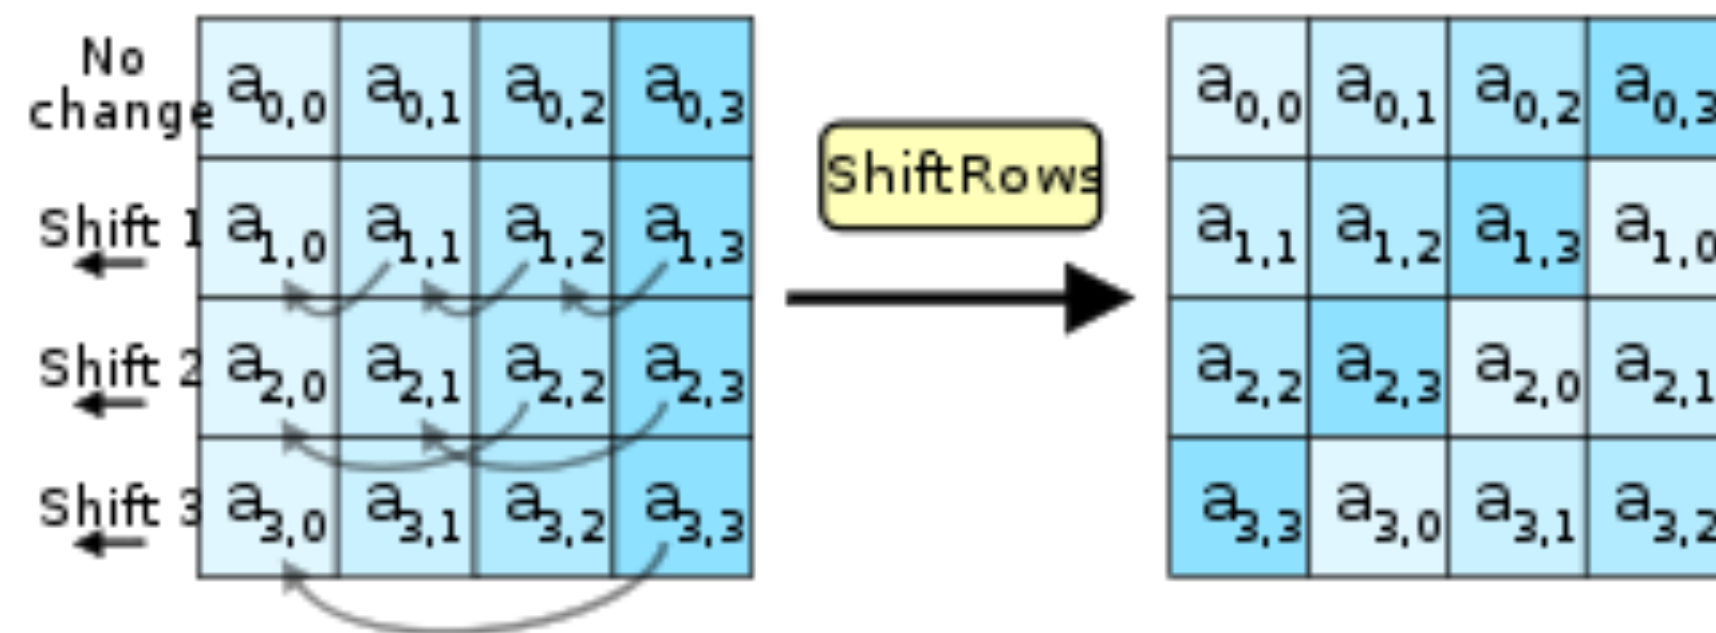 No
change
a0,0 a0,1 a0,2 a0,3
Shift 1
a1,0 a1,1 a1,2 a1,3
Shift 2
a2,0 a2,1 a2,2 a2,3
Shift 3
a3,0 a3,1 a3,2 a3,3
ShiftRows
a0,0 a0,1 a0,2 a0,3
a1,1 a1,2 a1,3 a1,0
a2,2 a2,3 a2,0 a2,1
a3,3 a3,0 a3,1 a3,2